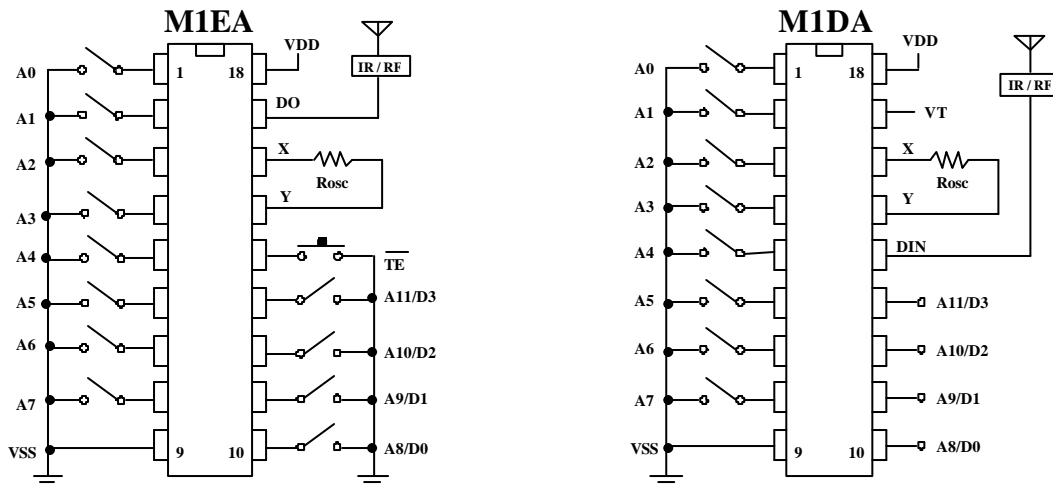 M1EA
A0
1
18
VDD
IR / RF
A1
DO
A2
X
Rosc
A3
Y
A4
TE
A5
A11/D3
A6
A10/D2
A7
A9/D1
VSS
9
10
A8/D0
M1DA
A0
1
18
VDD
IR / RF
A1
VT
A2
X
Rosc
A3
Y
A4
DIN
A5
A11/D3
A6
A10/D2
A7
A9/D1
VSS
9
10
A8/D0